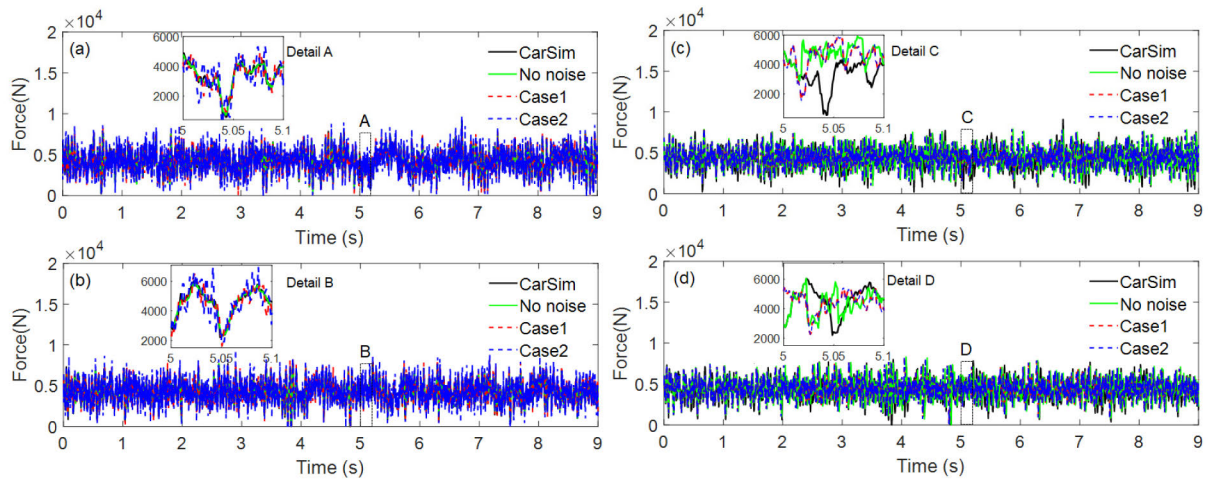 ×10⁴
2
1.5
1
0.5
0
Force(N)
(a)
6000
4000
2000
5
5.05
5.1
Detail A
CarSim
No noise
Case1
Case2
A
0 1 2 3 4 5 6 7 8 9
Time (s)
×10⁴
2
1.5
1
0.5
0
Force(N)
(b)
6000
4000
2000
5
5.05
5.1
Detail B
CarSim
No noise
Case1
Case2
B
0 1 2 3 4 5 6 7 8 9
Time (s)
×10⁴
2
1.5
1
0.5
0
Force(N)
(c)
6000
4000
2000
5
5.05
5.1
Detail C
CarSim
No noise
Case1
Case2
C
0 1 2 3 4 5 6 7 8 9
Time (s)
×10⁴
2
1.5
1
0.5
0
Force(N)
(d)
6000
4000
2000
5
5.05
5.1
Detail D
CarSim
No noise
Case1
Case2
D
0 1 2 3 4 5 6 7 8 9
Time (s)